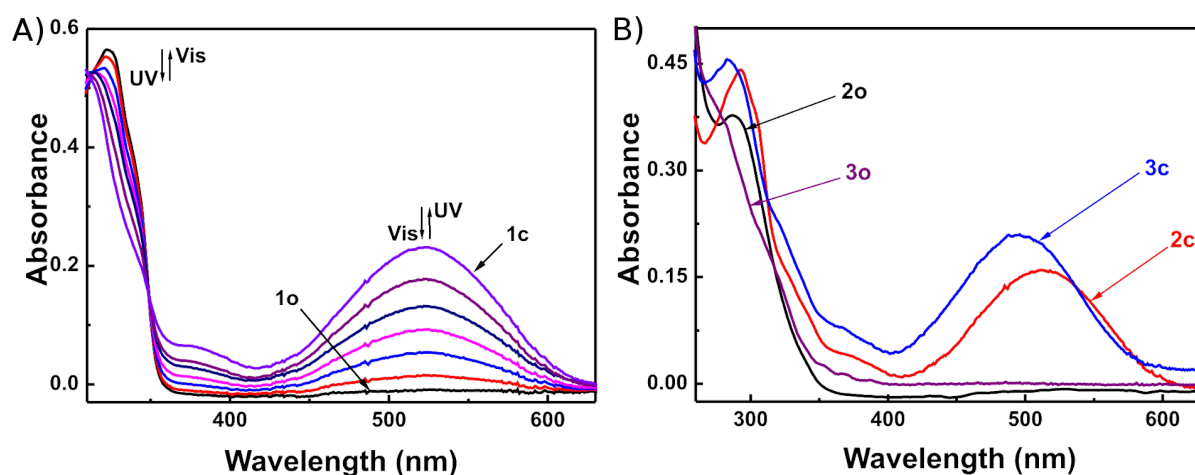 A)
0.6
0.4
0.2
0.0
Absorbance
UV Vis
Vis UV
1c
1o
400
500
600
Wavelength (nm)
B)
0.45
0.30
0.15
0.00
Absorbance
2o
3o
3c
2c
300
400
500
600
Wavelength (nm)